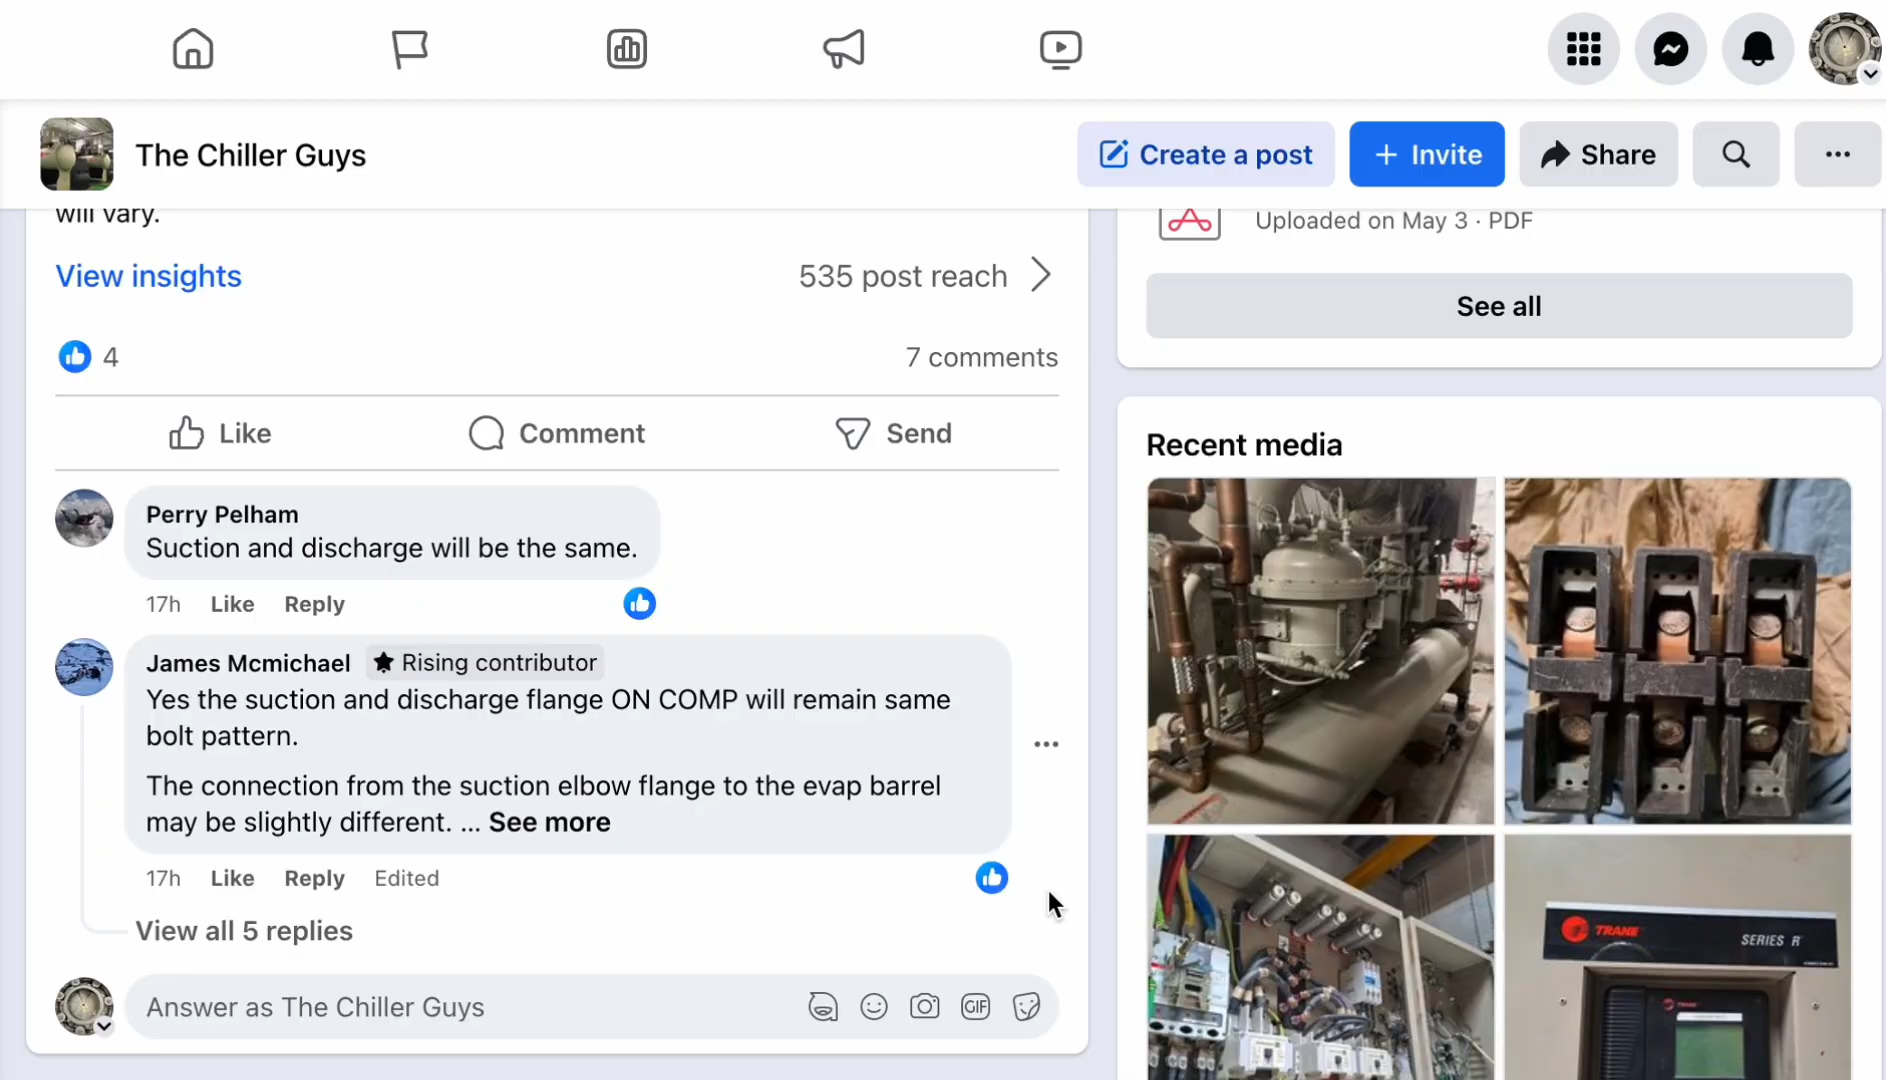 The Chiller Guys
Create a post
+ Invite
Share
will vary.
View insights
535 post reach
4
7 comments
Like
Comment
Send
Perry Pelham
Suction and discharge will be the same.
17h Like Reply
James Mcmichael Rising contributor
Yes the suction and discharge flange ON COMP will remain same
bolt pattern.
The connection from the suction elbow flange to the evap barrel
may be slightly different. ... See more
17h Like Reply Edited
View all 5 replies
Answer as The Chiller Guys
GIF
Uploaded on May 3 · PDF
See all
Recent media
TRANE
SERIES R
TRANE